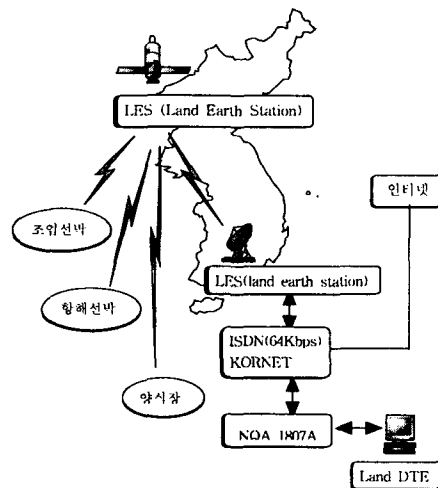 LES (Land Earth Station)
인터넷
조업선박
LES(land earth station)
항해선박
ISDN(64Kbps)
KORNET
양식장
NQA 1807A
Land DTE